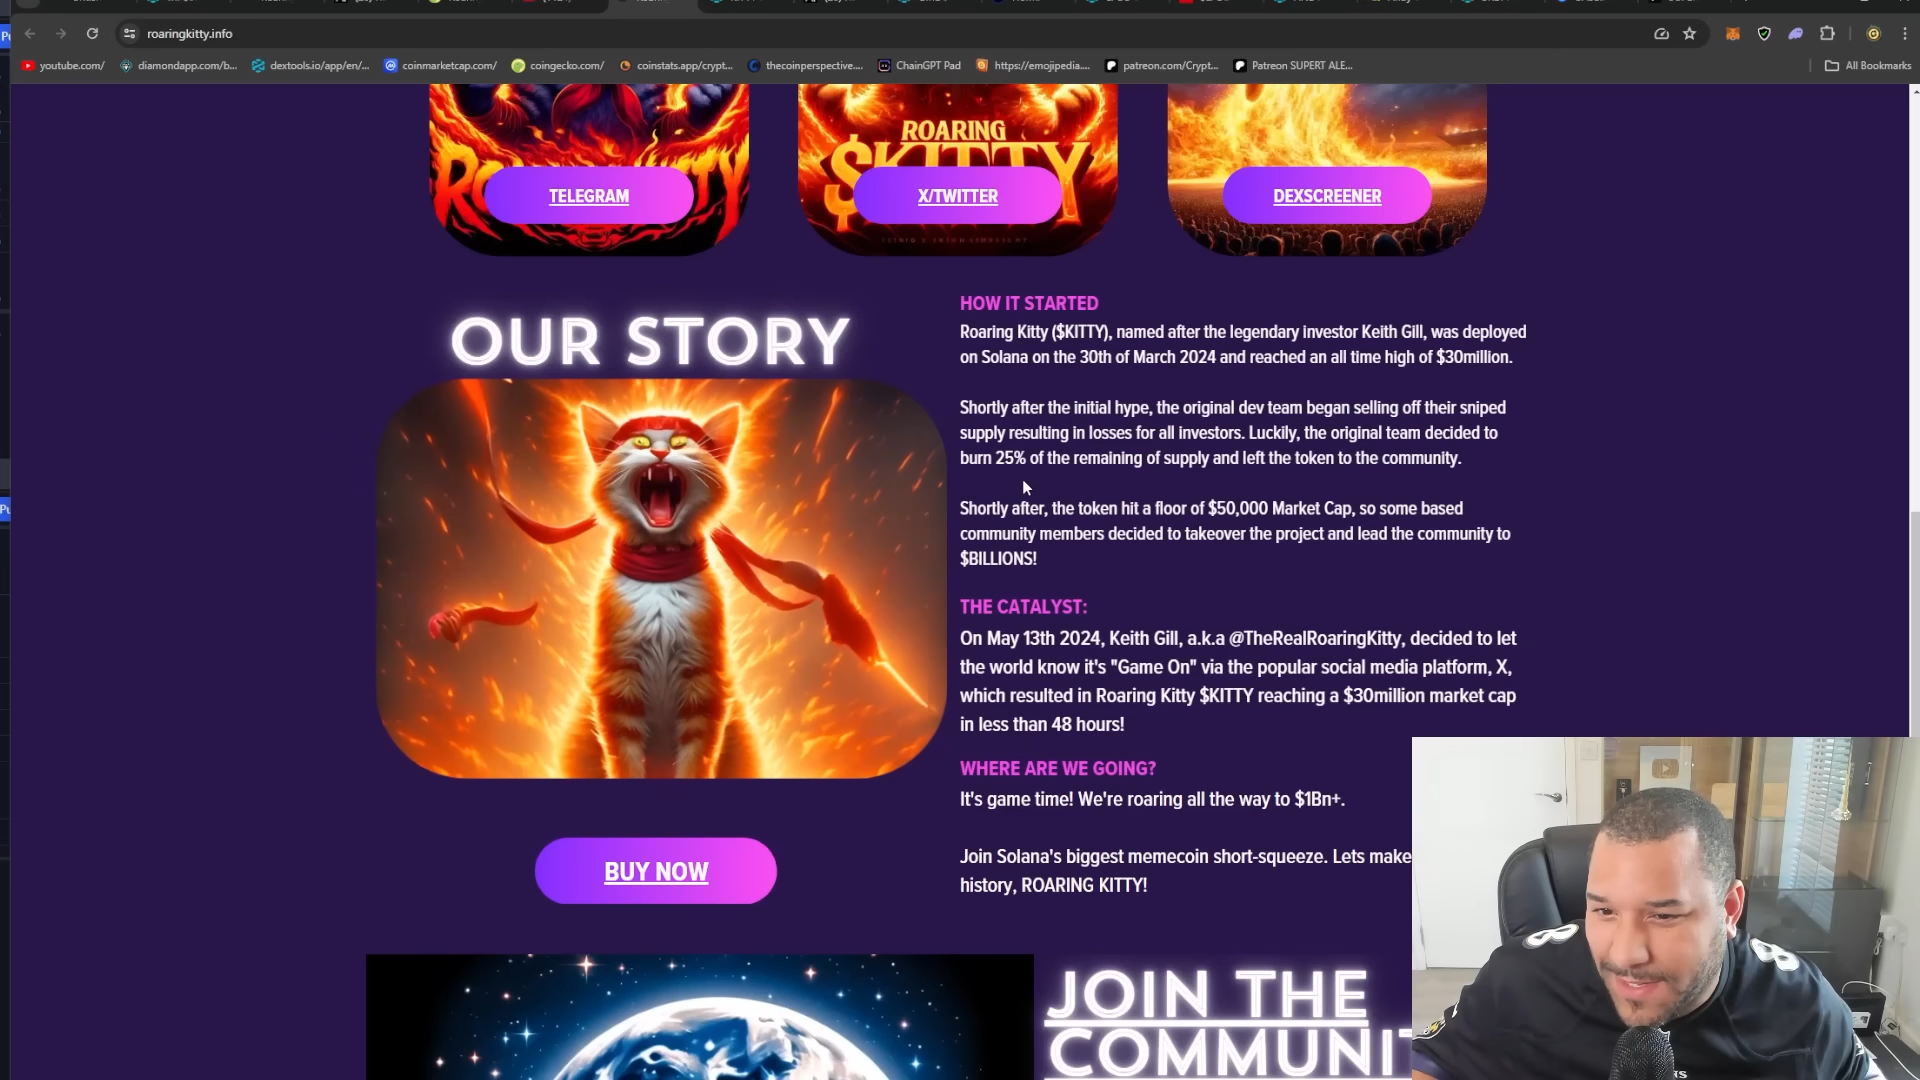 roaringkitty.info
youtube.com/
diamondapp.com/b...
dextools.io/app/en/...
coinmarketcap.com/
coingecko.com/
coinstats.app/crypt...
thecoinperspective....
ChainGPT Pad
https://emojipedia....
patreon.com/Crypt...
Patreon SUPERT ALE...
All Bookmarks
ROARING
$KITTY
TELEGRAM
X/TWITTER
DEXSCREENER
OUR STORY
HOW IT STARTED
Roaring Kitty ($KITTY), named after the legendary investor Keith Gill, was deployed
on Solana on the 30th of March 2024 and reached an all time high of $30million.
Shortly after the initial hype, the original dev team began selling off their sniped
supply resulting in losses for all investors. Luckily, the original team decided to
burn 25% of the remaining of supply and left the token to the community.
Shortly after, the token hit a floor of $50,000 Market Cap, so some based
community members decided to takeover the project and lead the community to
$BILLIONS!
THE CATALYST:
On May 13th 2024, Keith Gill, a.k.a @TheRealRoaringKitty, decided to let
the world know it's "Game On" via the popular social media platform, X,
which resulted in Roaring Kitty $KITTY reaching a $30million market cap
in less than 48 hours!
WHERE ARE WE GOING?
It's game time! We're roaring all the way to $1Bn+.
Join Solana's biggest memecoin short-squeeze. Lets make
history, ROARING KITTY!
BUY NOW
JOIN THE
COMMUNI